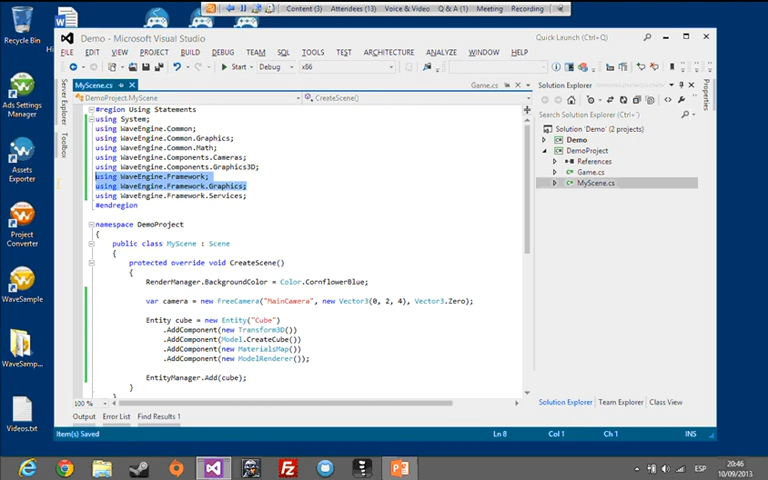 Content (3) Attendees (13) Voice & Video Q & A (1) Meeting Recording
Recycle Bin
Ads Settings
Manager
Assets
Exporter
Project
Converter
WaveSample
WaveSamp...
Videos.txt
Demo - Microsoft Visual Studio
Quick Launch (Ctrl+Q)
FILE EDIT VIEW PROJECT BUILD DEBUG TEAM SQL TOOLS TEST ARCHITECTURE ANALYZE WINDOW HELP
Start Debug x86
Server Explorer
Toolbox
MyScene.cs
Game.cs
DemoProject.MyScene
CreateScene()
#region Using Statements
using System;
using WaveEngine.Common;
using WaveEngine.Common.Graphics;
using WaveEngine.Common.Math;
using WaveEngine.Components.Cameras;
using WaveEngine.Components.Graphics3D;
using WaveEngine.Framework;
using WaveEngine.Framework.Graphics;
using WaveEngine.Framework.Services;
#endregion
namespace DemoProject
{
public class MyScene : Scene
{
protected override void CreateScene()
{
RenderManager.BackgroundColor = Color.CornflowerBlue;
var camera = new FreeCamera("MainCamera", new Vector3(0, 2, 4), Vector3.Zero);
Entity cube = new Entity("Cube")
.AddComponent(new Transform3D())
.AddComponent(Model.CreateCube())
.AddComponent(new MaterialsMap())
.AddComponent(new ModelRenderer());
EntityManager.Add(cube);
}
100 %
Output Error List Find Results 1
Solution Explorer
Search Solution Explorer
Solution 'Demo' (2 projects)
Demo
DemoProject
References
Game.cs
MyScene.cs
Solution Explorer Team Explorer Class View
Properties
Item(s) Saved
Ln 8 Col 1 Ch 1 INS
ESP
20:46
10/09/2013